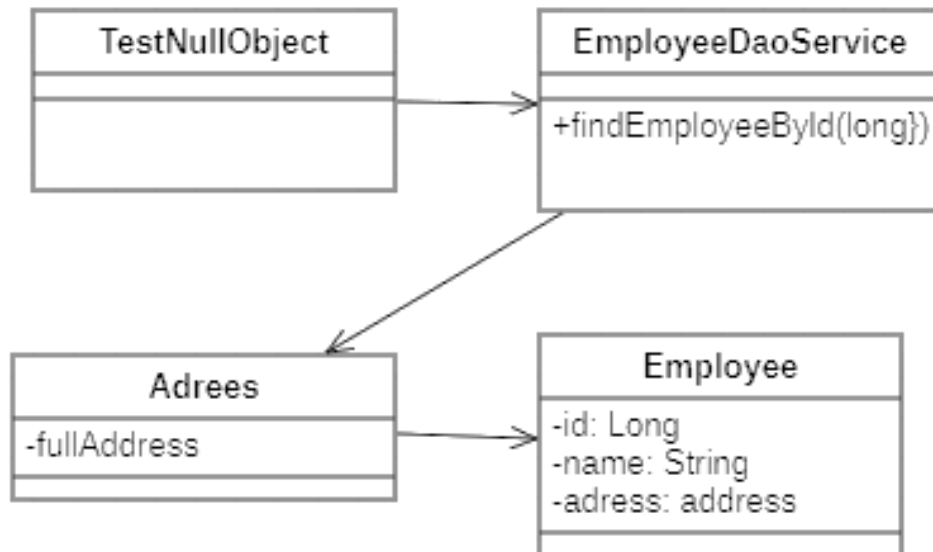 TestNullObject
EmployeeDaoService
+findEmployeeById(long})
Adrees
-fullAddress
Employee
-id: Long
-name: String
-adress: address